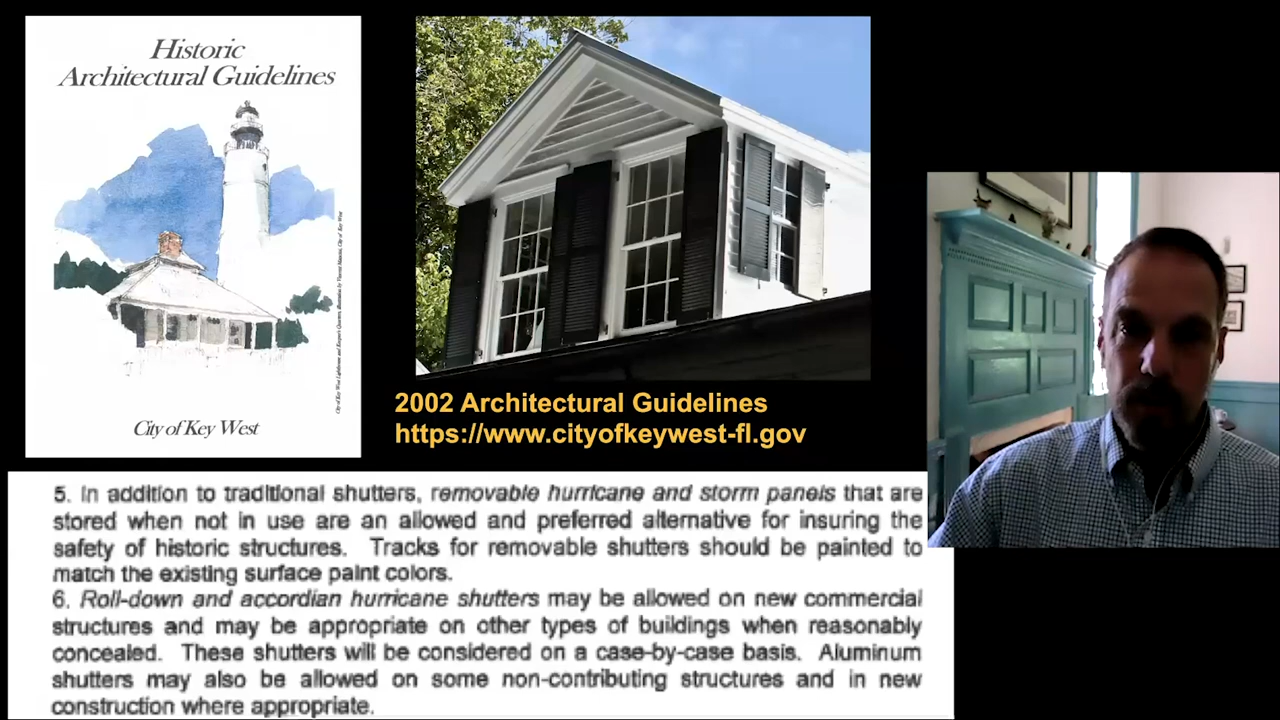 Historic
Architectural Guidelines
City of Key West
2002 Architectural Guidelines
https://www.cityofkeywest-fl.gov
5. In addition to traditional shutters, removable hurricane and storm panels that are
stored when not in use are an allowed and preferred alternative for insuring the
safety of historic structures. Tracks for removable shutters should be painted to
match the existing surface paint colors.
6. Roll-down and accordian hurricane shutters may be allowed on new commercial
structures and may be appropriate on other types of buildings when reasonably
concealed. These shutters will be considered on a case-by-case basis. Aluminum
shutters may also be allowed on some non-contributing structures and in new
construction where appropriate.